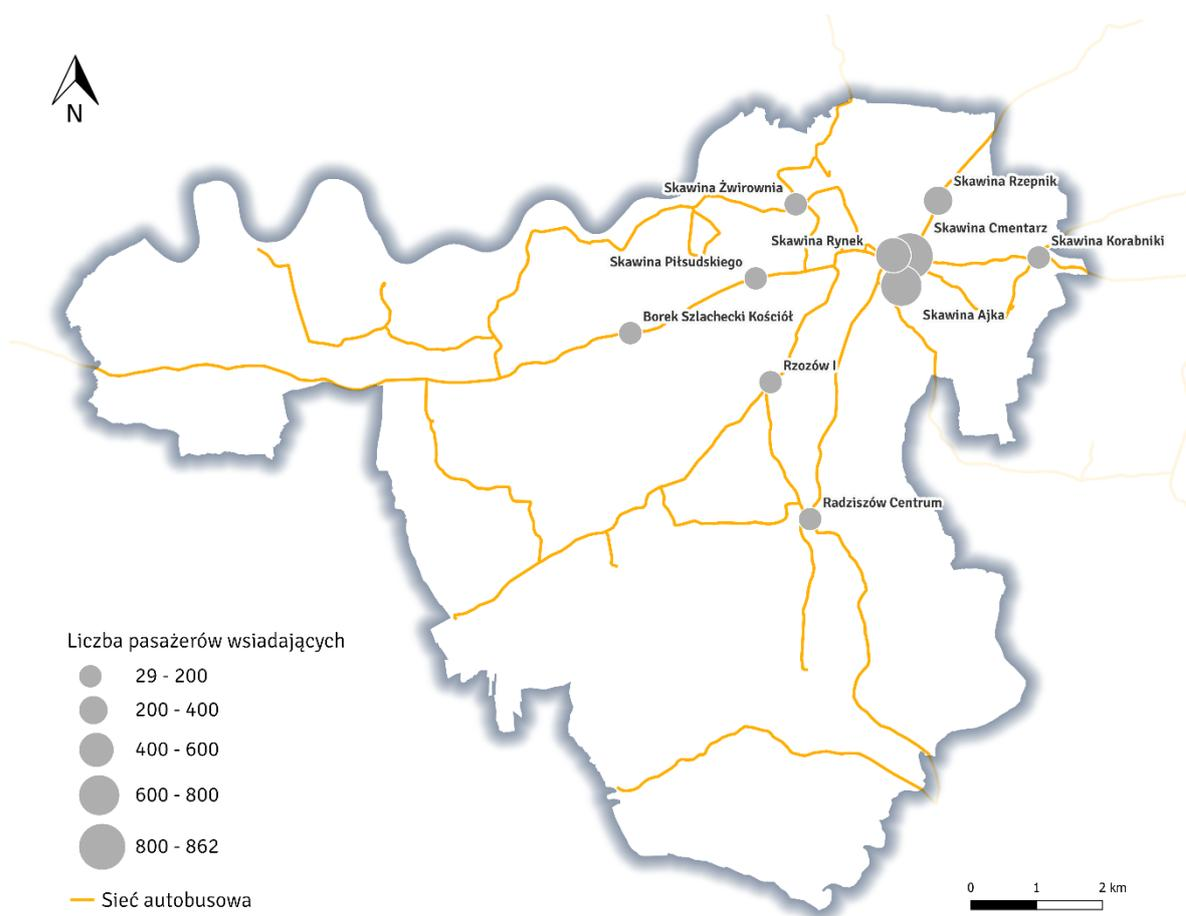 N
Skawina Żwirownia
Skawina Rzepnik
Skawina Cmentarz
Skawina Rynek
Skawina Korabniki
Skawina Piłsudskiego
Borek Szlachecki Kościół
Skawina Ajka
Rzozów I
Radziszów Centrum
Liczba pasażerów wsiadających
29 - 200
200 - 400
400 - 600
600 - 800
800 - 862
Sieć autobusowa
0 1 2 km